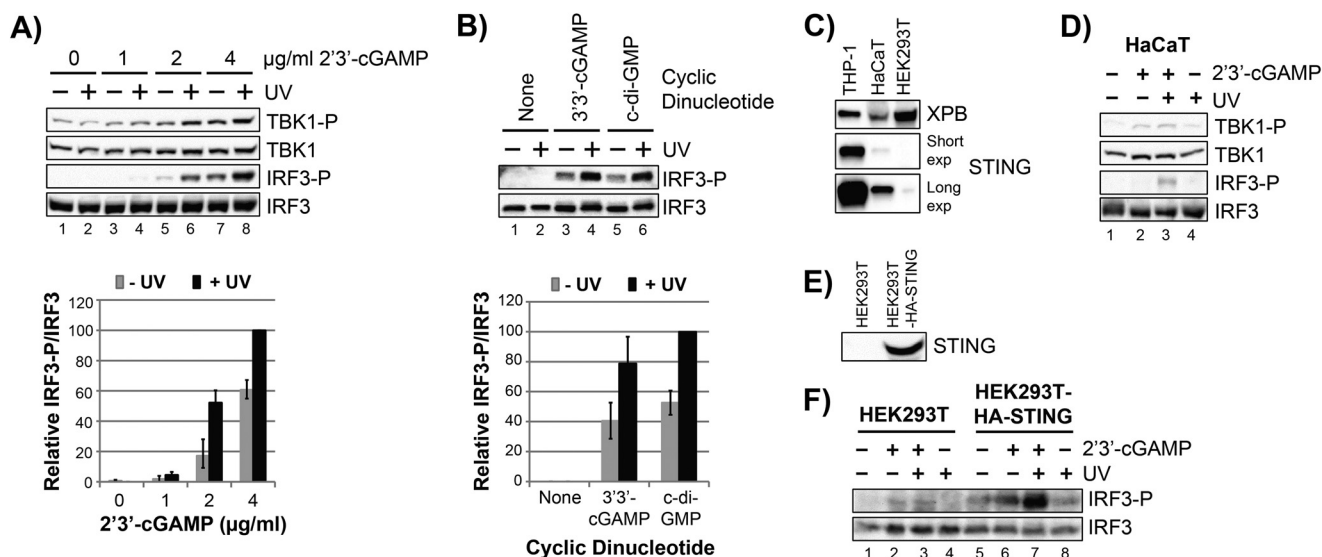 A)
0 1 2 4 µg/ml 2'3'-cGAMP
– + – + – + – + UV
TBK1-P
TBK1
IRF3-P
IRF3
1 2 3 4 5 6 7 8
- UV + UV
Relative IRF3-P/IRF3
120
100
80
60
40
20
0
0 1 2 4
2'3'-cGAMP (µg/ml)
B)
None
3'3'-cGAMP
c-di-GMP
Cyclic
Dinucleotide
– + – + – + UV
IRF3-P
IRF3
1 2 3 4 5 6
- UV + UV
Relative IRF3-P/IRF3
120
100
80
60
40
20
0
None 3'3'- c-di-
cGAMP GMP
Cyclic Dinucleotide
C)
THP-1
HaCaT
HEK293T
XPB
Short
exp
STING
Long
exp
D)
HaCaT
– + + – 2'3'-cGAMP
– – + + UV
TBK1-P
TBK1
IRF3-P
IRF3
1 2 3 4
E)
HEK293T
HEK293T
-HA-STING
STING
F)
HEK293T
HEK293T-
HA-STING
– + + – – + + – 2'3'-cGAMP
– – + + – – + + UV
IRF3-P
IRF3
1 2 3 4 5 6 7 8